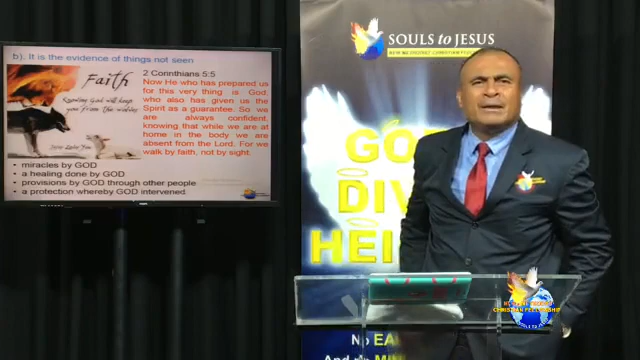 b). It is the evidence of things not seen
Faith
Knowing God will keep
you from the wolves
2 Corinthians 5:5
Now He who has prepared us
for this very thing is God
who also has given us the
Spirit as a guarantee. So we
are always confident,
knowing that while we are at
home in the body we are
absent from the Lord. For we
walk by faith, not by sight.
miracles by GOD
a healing done by GOD
provisions by GOD through other people
a protection whereby GOD intervened.
SOULS to JESUS
GOD
DIV
HEI
No EA
And
MIN
CHRISTIAN FELLOWSHIP